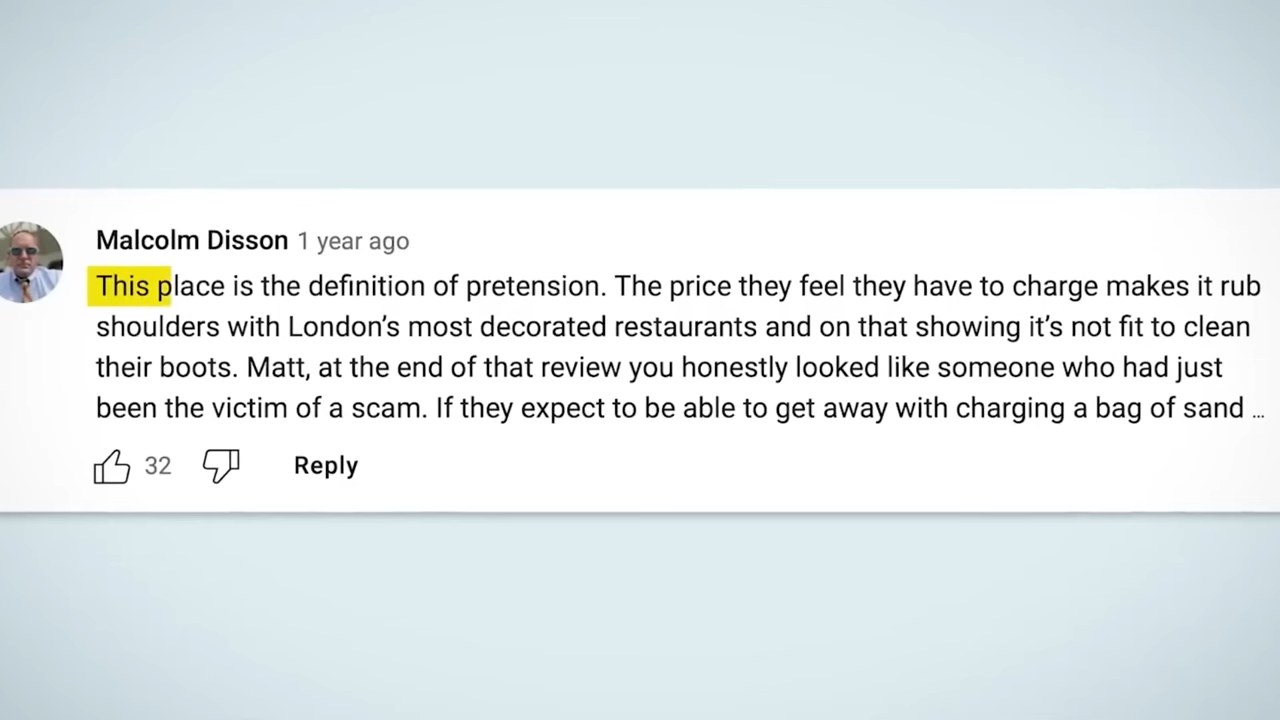 Malcolm Disson 1 year ago
This place is the definition of pretension. The price they feel they have to charge makes it rub
shoulders with London’s most decorated restaurants and on that showing it’s not fit to clean
their boots. Matt, at the end of that review you honestly looked like someone who had just
been the victim of a scam. If they expect to be able to get away with charging a bag of sand ...
32 Reply